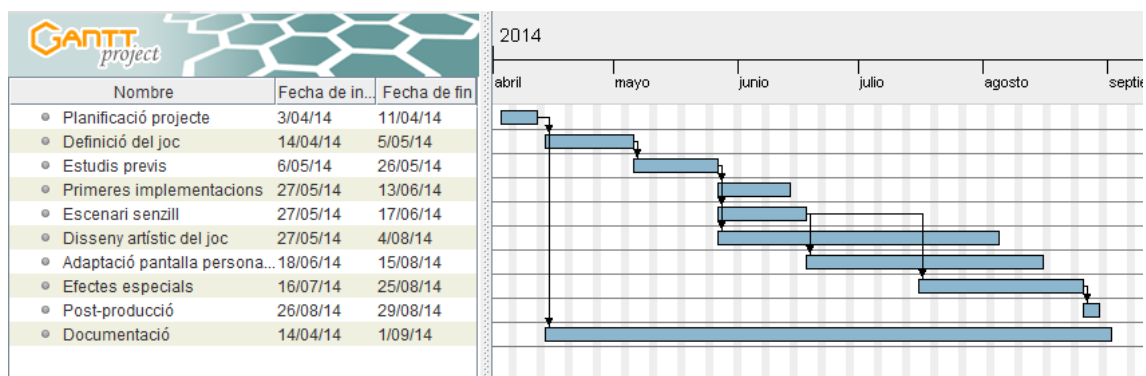 GANTT
project
2014
abril mayo junio julio agosto septie
Nombre Fecha de in... Fecha de fin
Planificació projecte 3/04/14 11/04/14
Definició del joc 14/04/14 5/05/14
Estudis previs 6/05/14 26/05/14
Primeres implementacions 27/05/14 13/06/14
Escenari senzill 27/05/14 17/06/14
Disseny artístic del joc 27/05/14 4/08/14
Adaptació pantalla persona... 18/06/14 15/08/14
Efectes especials 16/07/14 25/08/14
Post-producció 26/08/14 29/08/14
Documentació 14/04/14 1/09/14